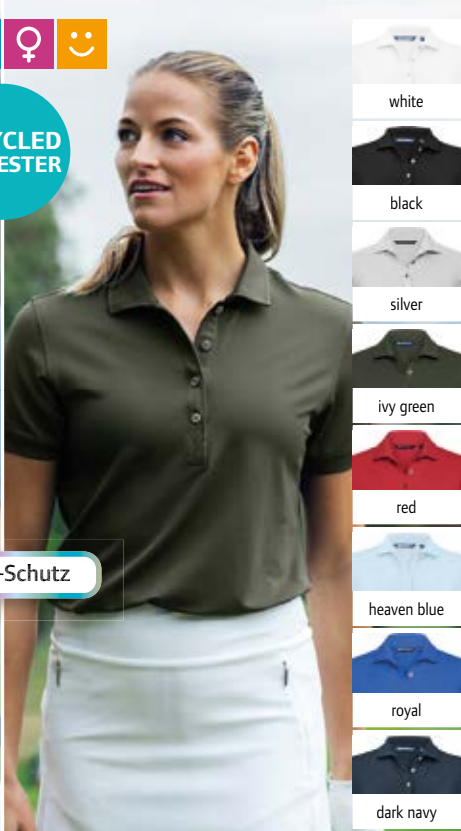 YCLED
ESTER
-Schutz
white
black
silver
ivy green
red
heaven blue
royal
dark navy